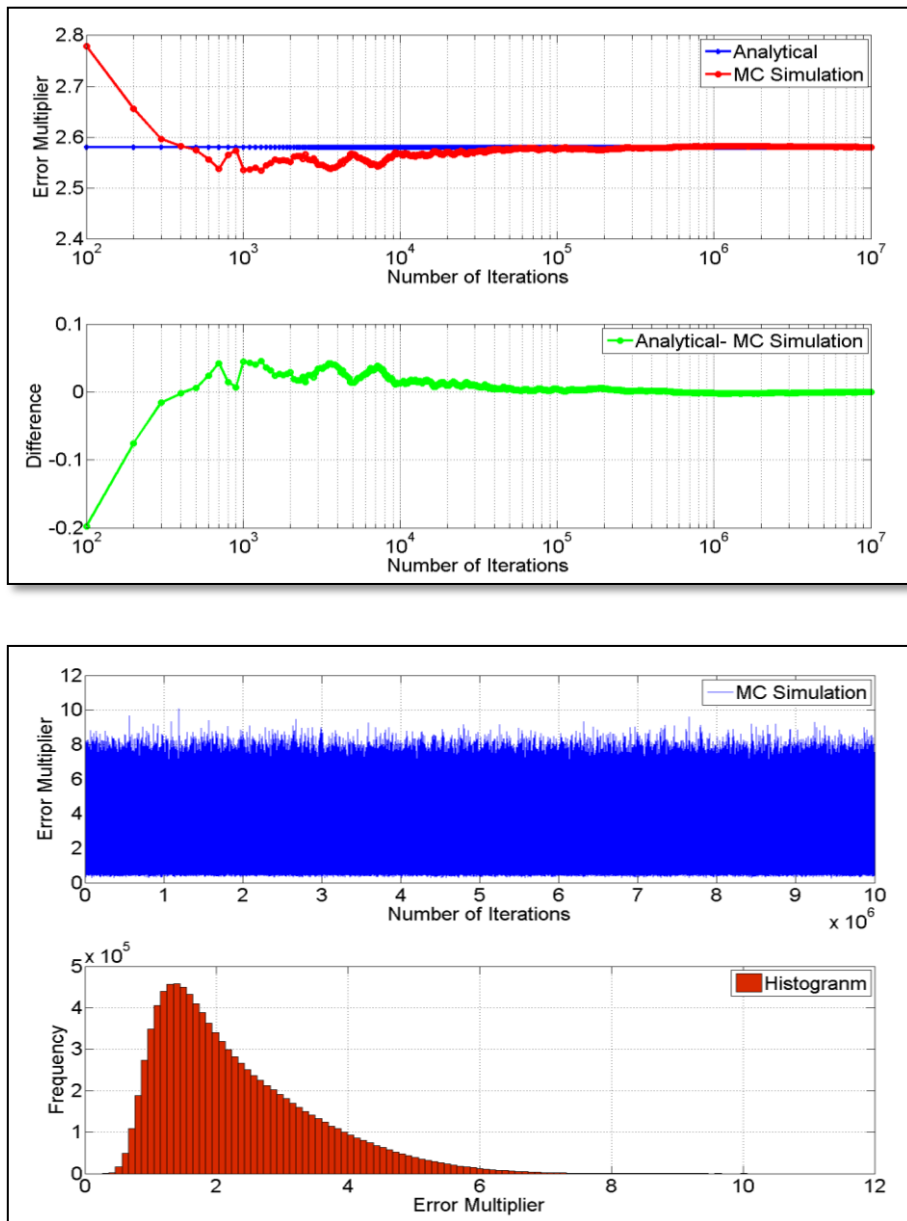 2.8
2.7
2.6
2.5
2.4
Error Multiplier
Analytical
MC Simulation
10^2 10^3 10^4 10^5 10^6 10^7
Number of Iterations
0.1
0
-0.1
-0.2
Difference
Analytical- MC Simulation
10^2 10^3 10^4 10^5 10^6 10^7
Number of Iterations
12
10
8
6
4
2
0
Error Multiplier
MC Simulation
0 1 2 3 4 5 6 7 8 9 10
Number of Iterations
x 10^6
x 10^5
5
4
3
2
1
0
Frequency
Histogranm
0 2 4 6 8 10 12
Error Multiplier